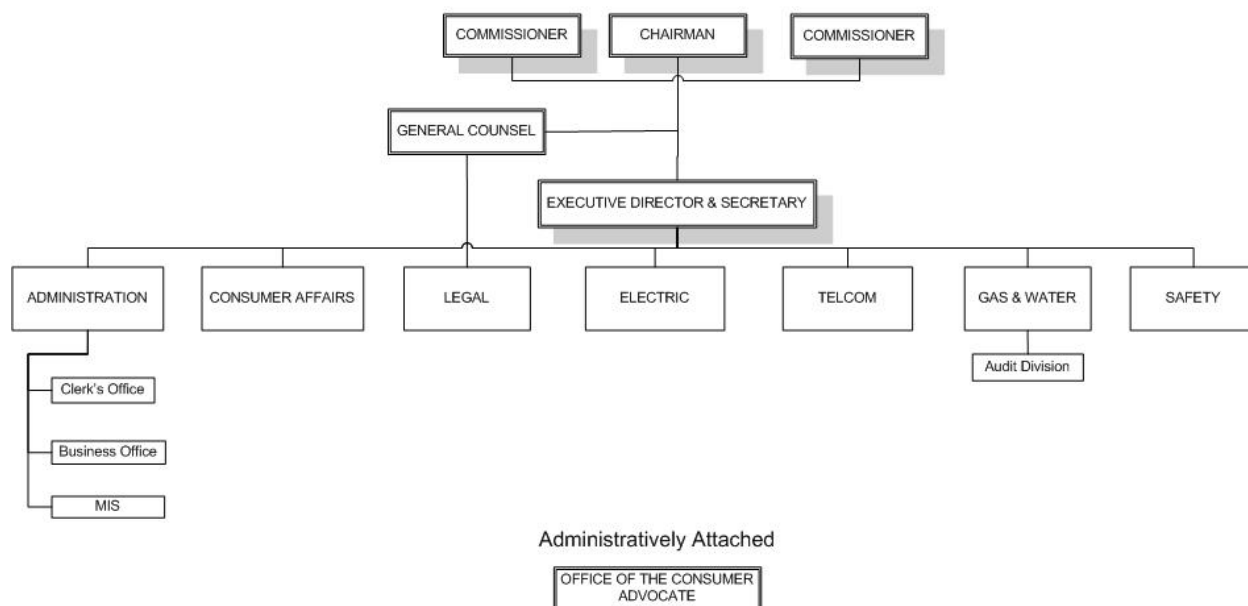 COMMISSIONER
CHAIRMAN
COMMISSIONER
GENERAL COUNSEL
EXECUTIVE DIRECTOR & SECRETARY
ADMINISTRATION
CONSUMER AFFAIRS
LEGAL
ELECTRIC
TELCOM
GAS & WATER
SAFETY
Audit Division
Clerk's Office
Business Office
MIS
Administratively Attached
OFFICE OF THE CONSUMER
ADVOCATE